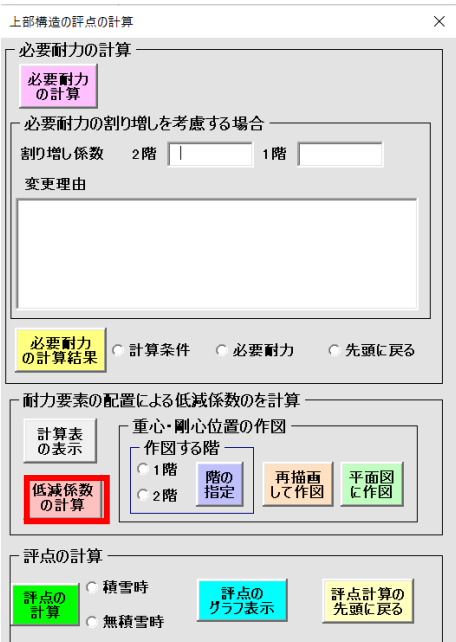 上部構造の評点の計算
必要耐力の計算
必要耐力
の計算
必要耐力の割り増しを考慮する場合
割り増し係数 2階 1階
変更理由
必要耐力
の計算結果
計算条件 必要耐力 先頭に戻る
耐力要素の配置による低減係数のを計算
計算表
の表示
低減係数
の計算
重心・剛心位置の作図
作図する階
1階
2階
階の
指定
再描画
して作図
平面図
に作図
評点の計算
評点の
計算
積雪時
無積雪時
評点の
グラフ表示
評点計算の
先頭に戻る